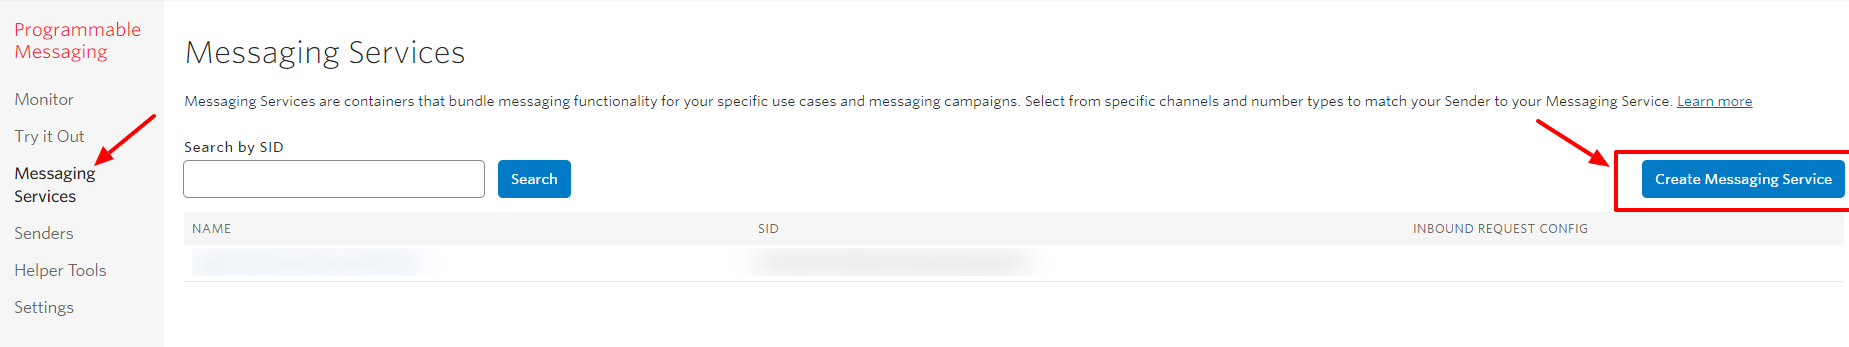 Programmable
Messaging
Monitor
Try it Out
Messaging
Services
Senders
Helper Tools
Settings
Messaging Services
Messaging Services are containers that bundle messaging functionality for your specific use cases and messaging campaigns. Select from specific channels and number types to match your Sender to your Messaging Service. Learn more
Search by SID
Search
Create Messaging Service
NAME SID INBOUND REQUEST CONFIG